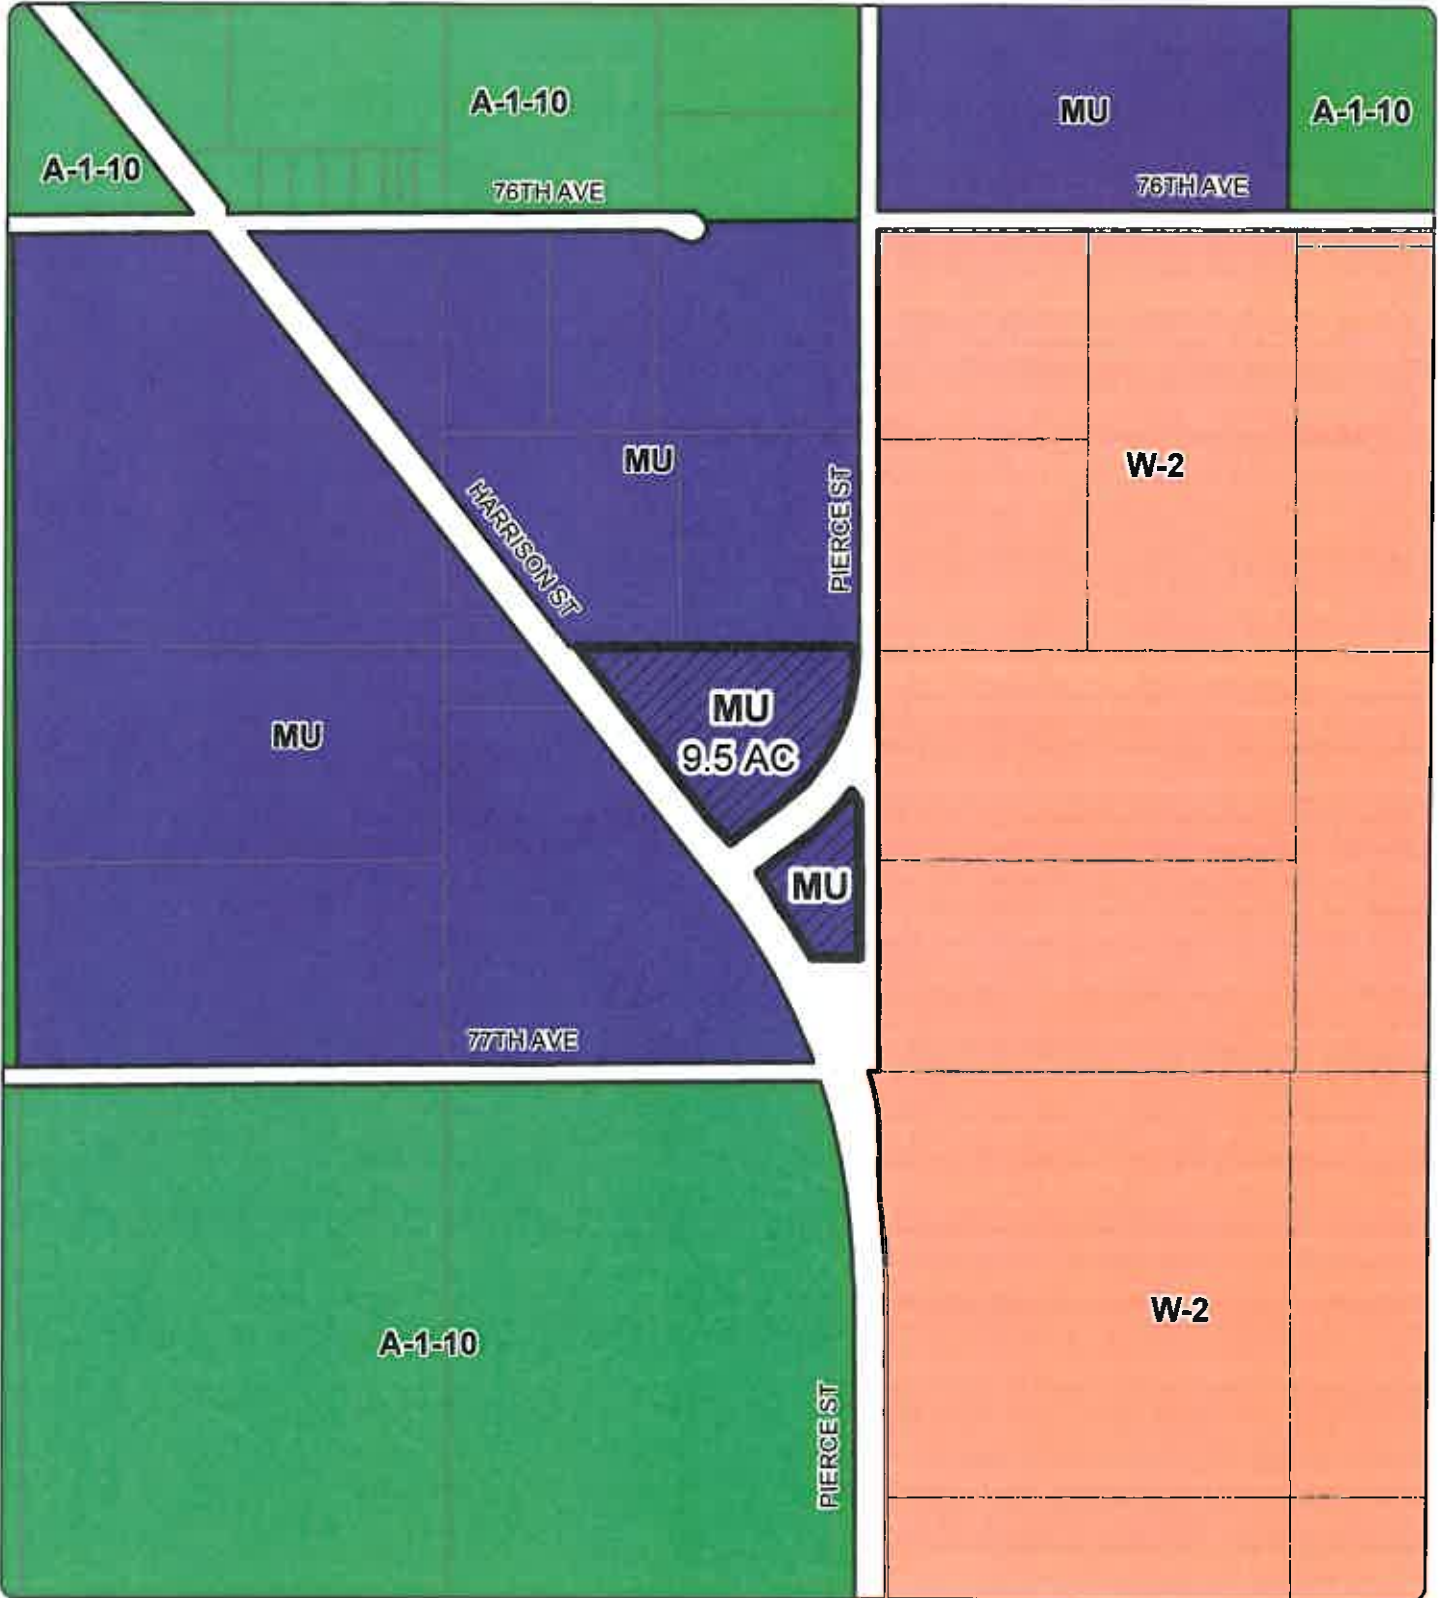 A-1-10
MU
A-1-10
A-1-10
76TH AVE
76TH AVE
MU
W-2
HARRISON ST
PIERCE ST
MU
9.5 AC
MU
MU
77TH AVE
W-2
A-1-10
PIERCE ST